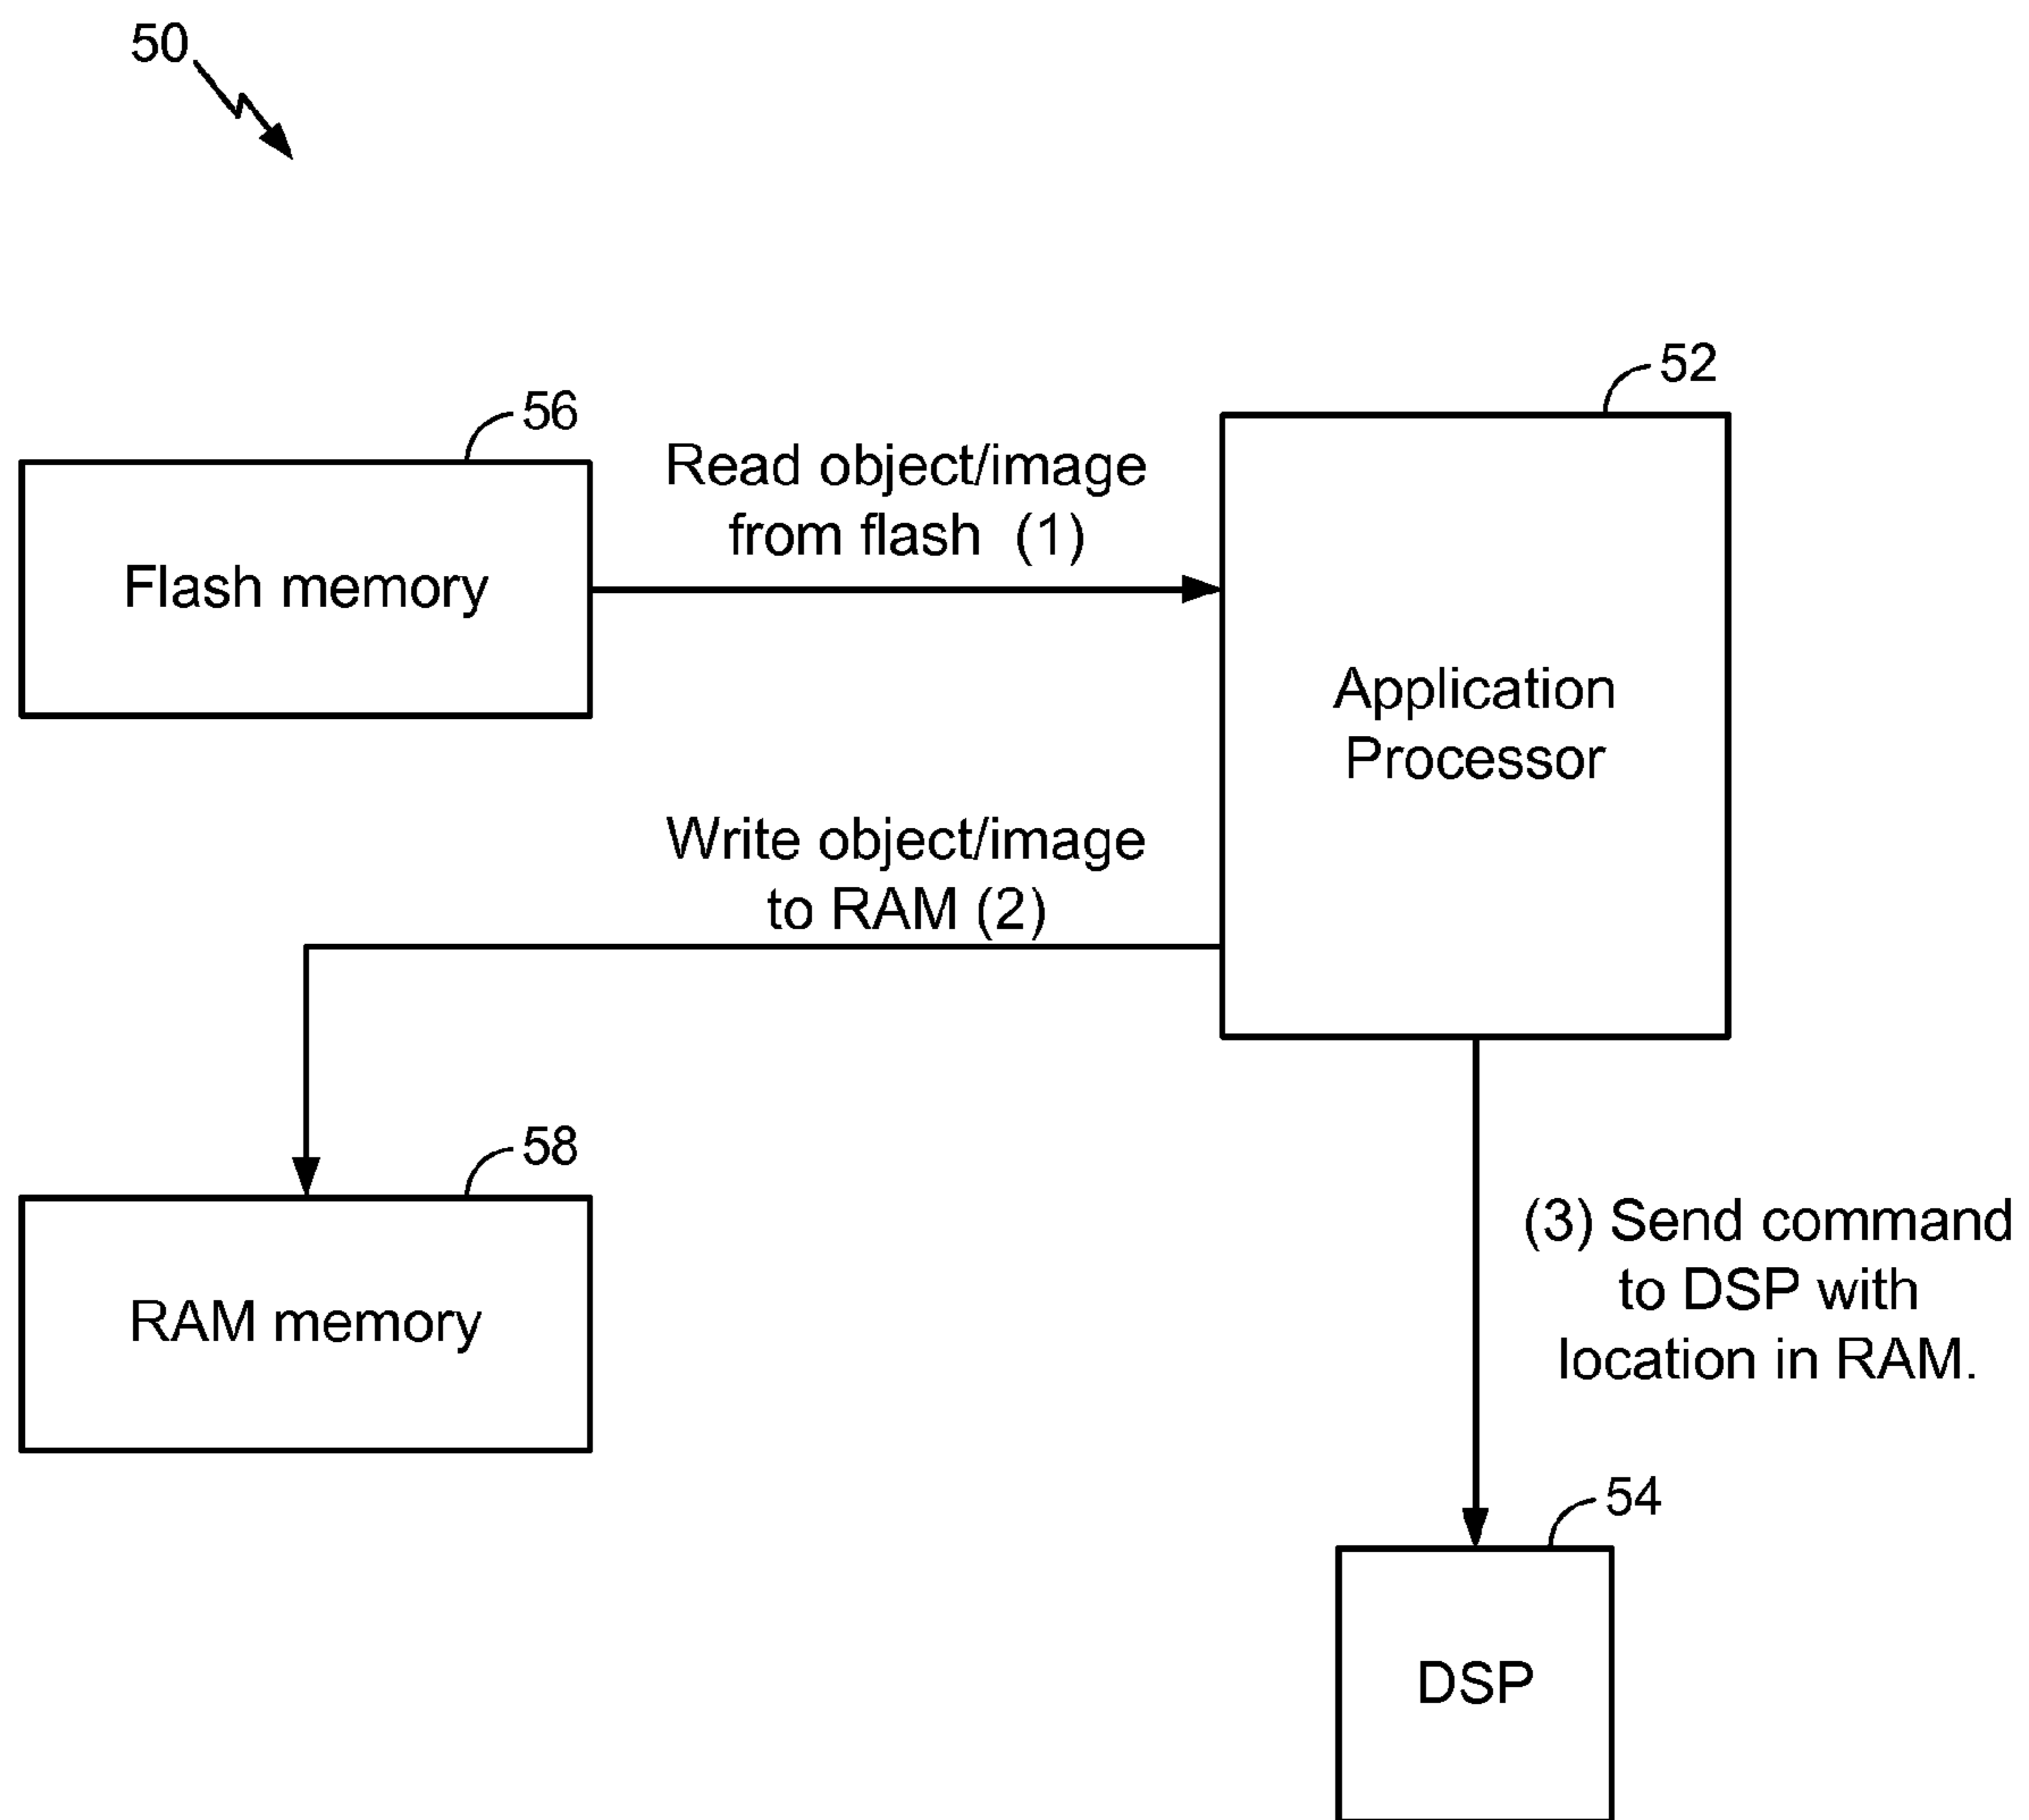 50
52
56
Read object/image
from flash (1)
Flash memory
Application
Processor
Write object/image
to RAM (2)
58
RAM memory
(3) Send command
to DSP with
location in RAM.
54
DSP